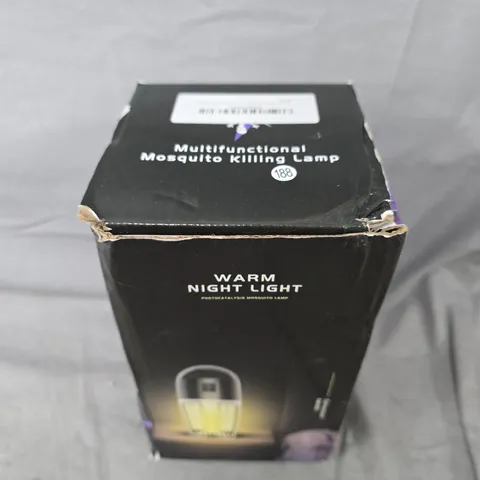 Multifunctional
Mosquito Killing Lamp
188
WARM
NIGHT LIGHT
PHOTOCATALYSIS MOSQUITO LAMP